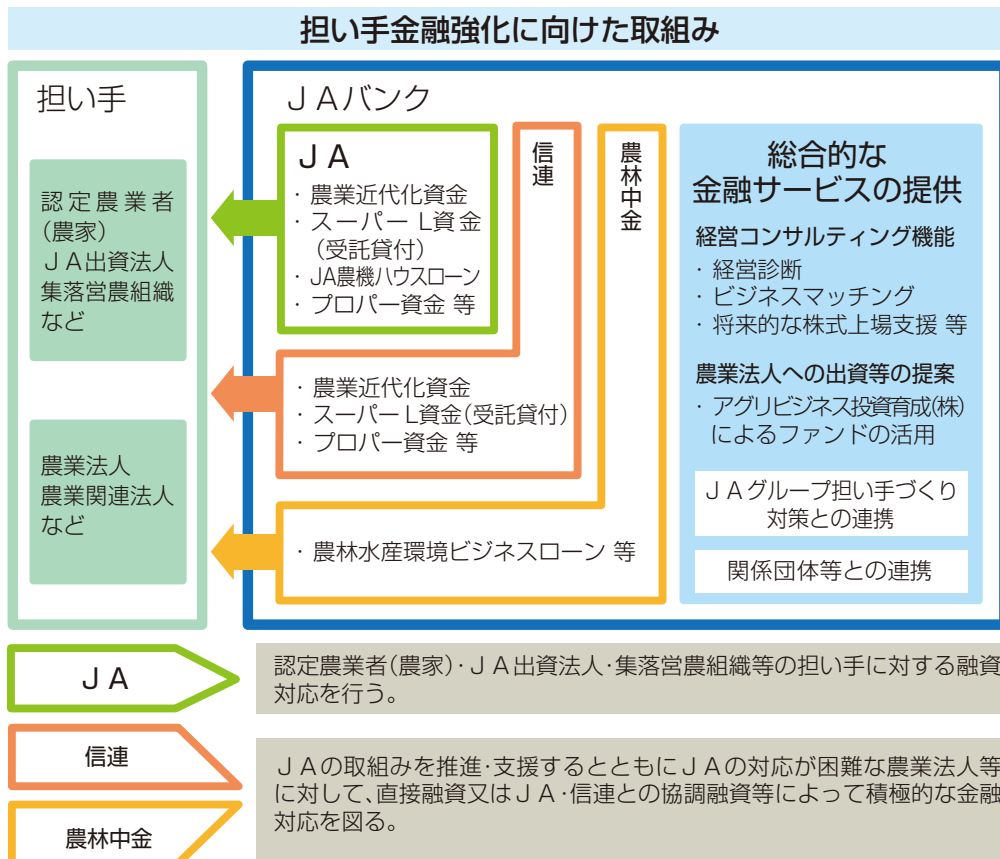 担い手金融強化に向けた取組み
担い手
認定農業者
(農家)
ＪＡ出資法人
集落営農組織
など
農業法人
農業関連法人
など
ＪＡバンク
ＪＡ
・農業近代化資金
・スーパーＬ資金
(受託貸付)
・JA農機ハウスローン
・プロパー資金 等
信連
・農業近代化資金
・スーパーＬ資金(受託貸付)
・プロパー資金 等
農林中金
・農林水産環境ビジネスローン 等
総合的な
金融サービスの提供
経営コンサルティング機能
・経営診断
・ビジネスマッチング
・将来的な株式上場支援 等
農業法人への出資等の提案
・アグリビジネス投資育成(株)
によるファンドの活用
ＪＡグループ担い手づくり
対策との連携
関係団体等との連携
ＪＡ
認定農業者(農家)・ＪＡ出資法人・集落営農組織等の担い手に対する融資
対応を行う。
信連
農林中金
ＪＡの取組みを推進・支援するとともにＪＡの対応が困難な農業法人等
に対して、直接融資又はＪＡ・信連との協調融資等によって積極的な金融
対応を図る。